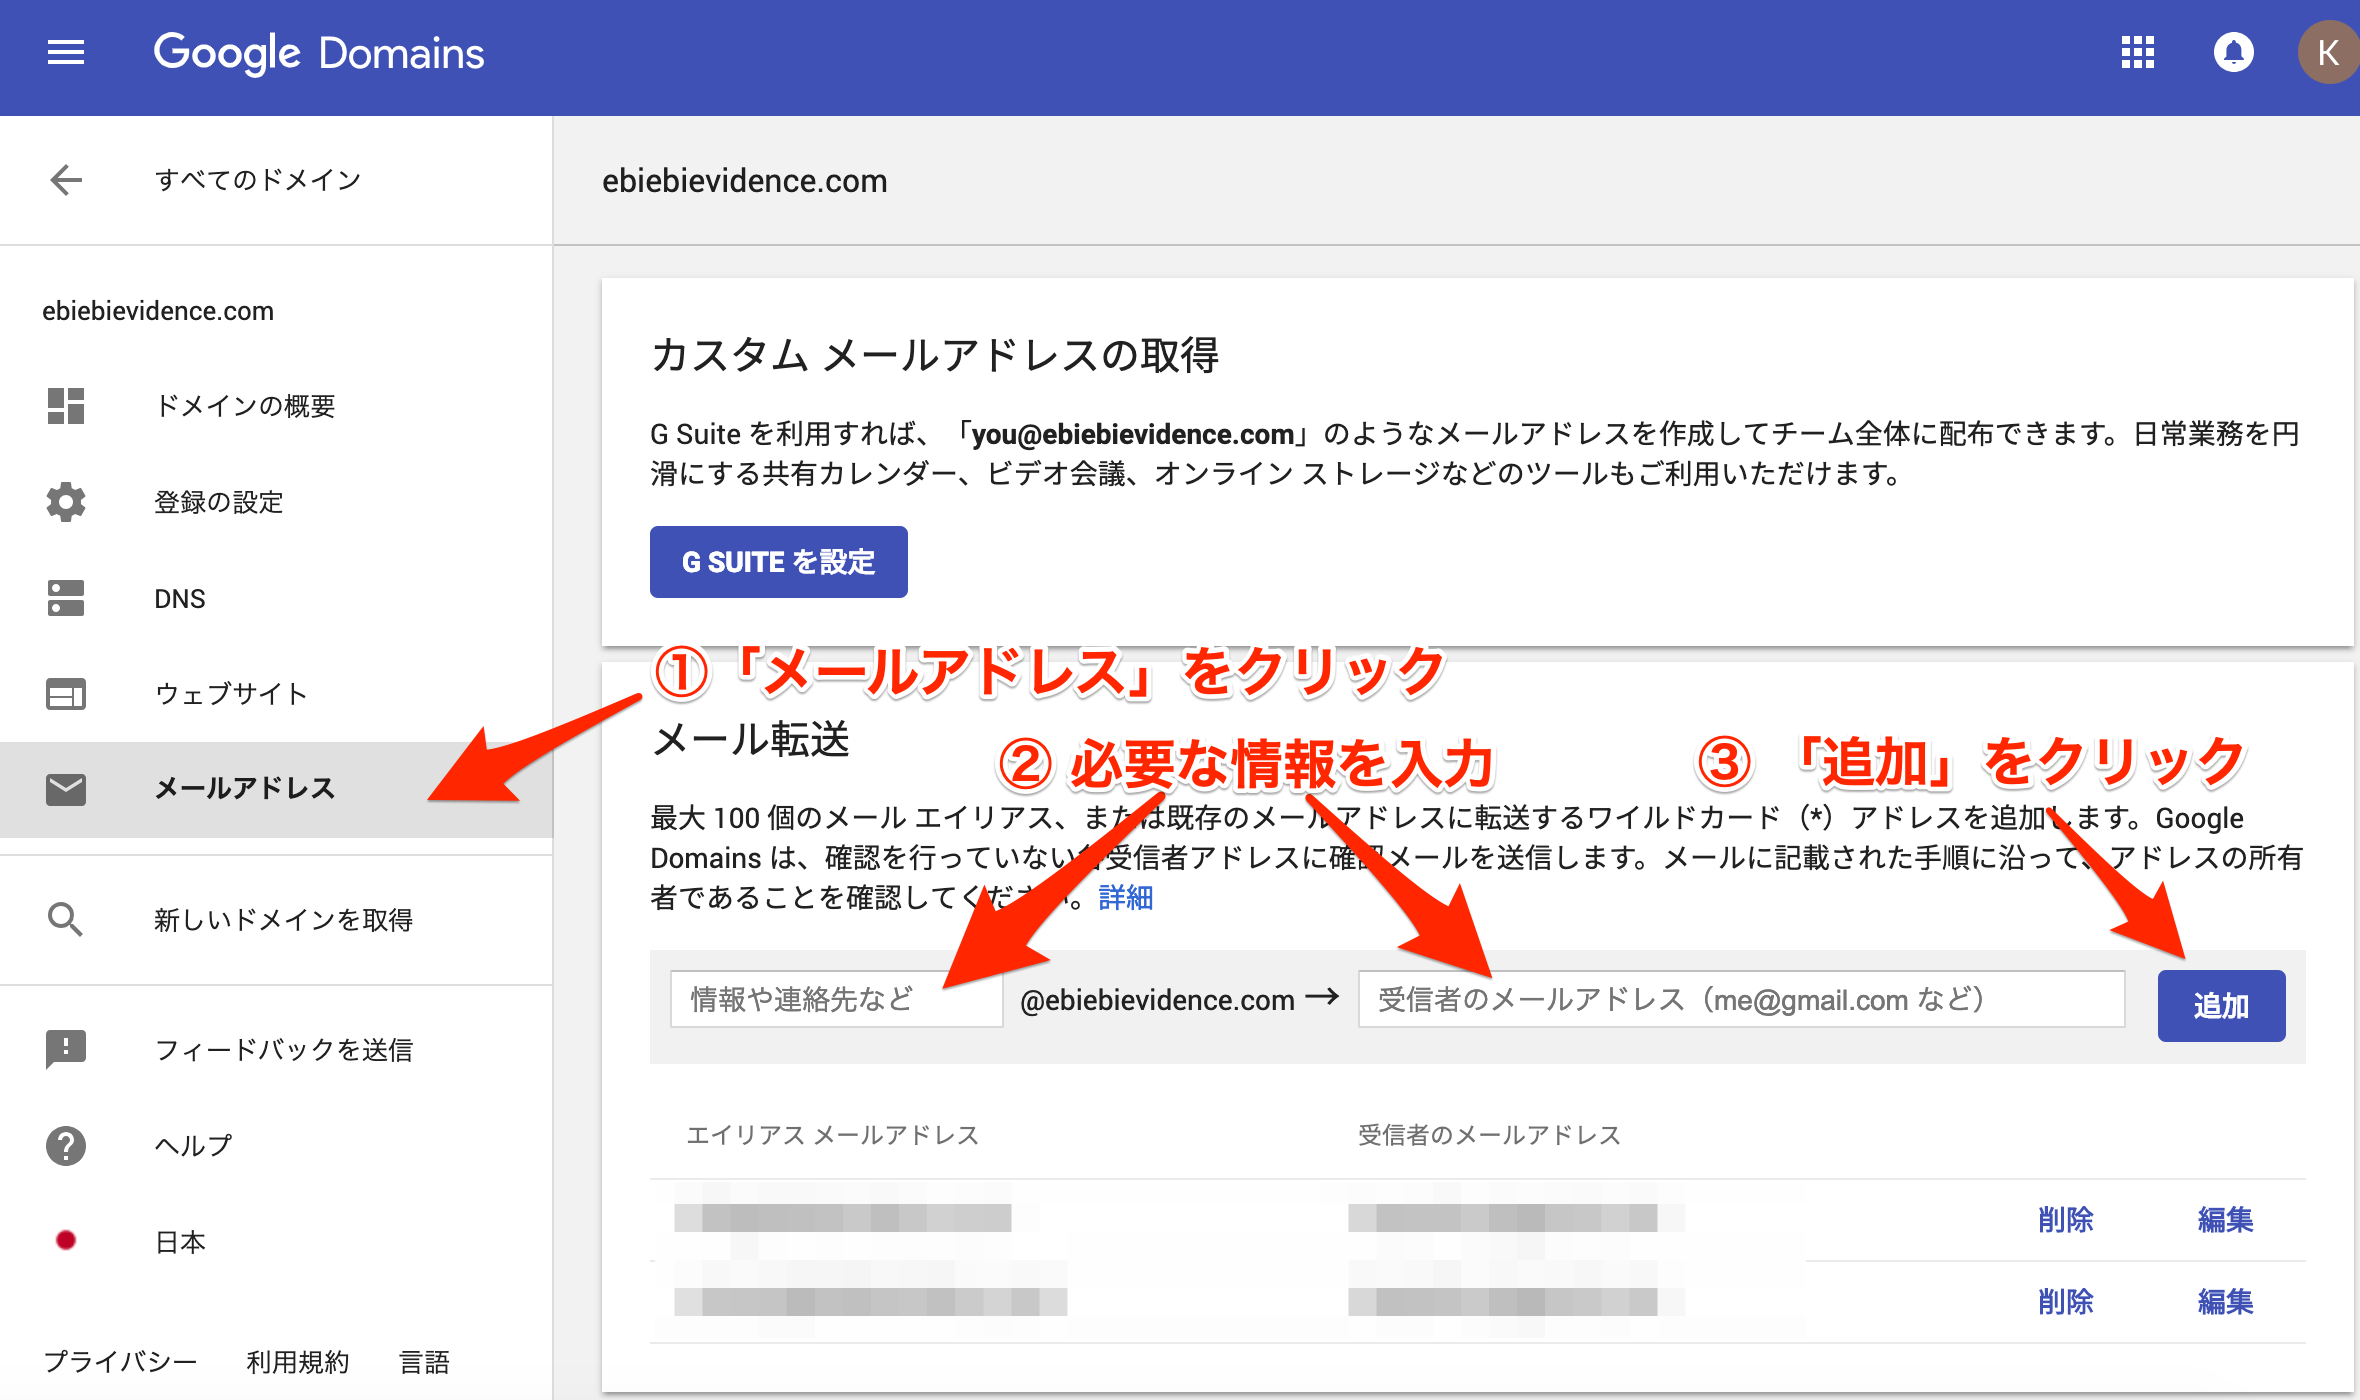 Google Domains
K
すべてのドメイン
ebiebievidence.com
ebiebievidence.com
ドメインの概要
登録の設定
DNS
ウェブサイト
メールアドレス
新しいドメインを取得
フィードバックを送信
ヘルプ
日本
プライバシー 利用規約 言語
カスタム メールアドレスの取得
G Suite を利用すれば、「you@ebiebievidence.com」のようなメールアドレスを作成してチーム全体に配布できます。日常業務を円
滑にする共有カレンダー、ビデオ会議、オンライン ストレージなどのツールもご利用いただけます。
G SUITE を設定
①「メールアドレス」をクリック
メール転送
② 必要な情報を入力
③ 「追加」をクリック
最大 100 個のメール エイリアス、または既存のメールアドレスに転送するワイルドカード（*）アドレスを追加します。Google
Domains は、確認を行っていない各受信者アドレスに確認メールを送信します。メールに記載された手順に沿って、アドレスの所有
者であることを確認してください。詳細
情報や連絡先など @ebiebievidence.com → 受信者のメールアドレス（me@gmail.com など） 追加
エイリアス メールアドレス 受信者のメールアドレス
削除 編集
削除 編集